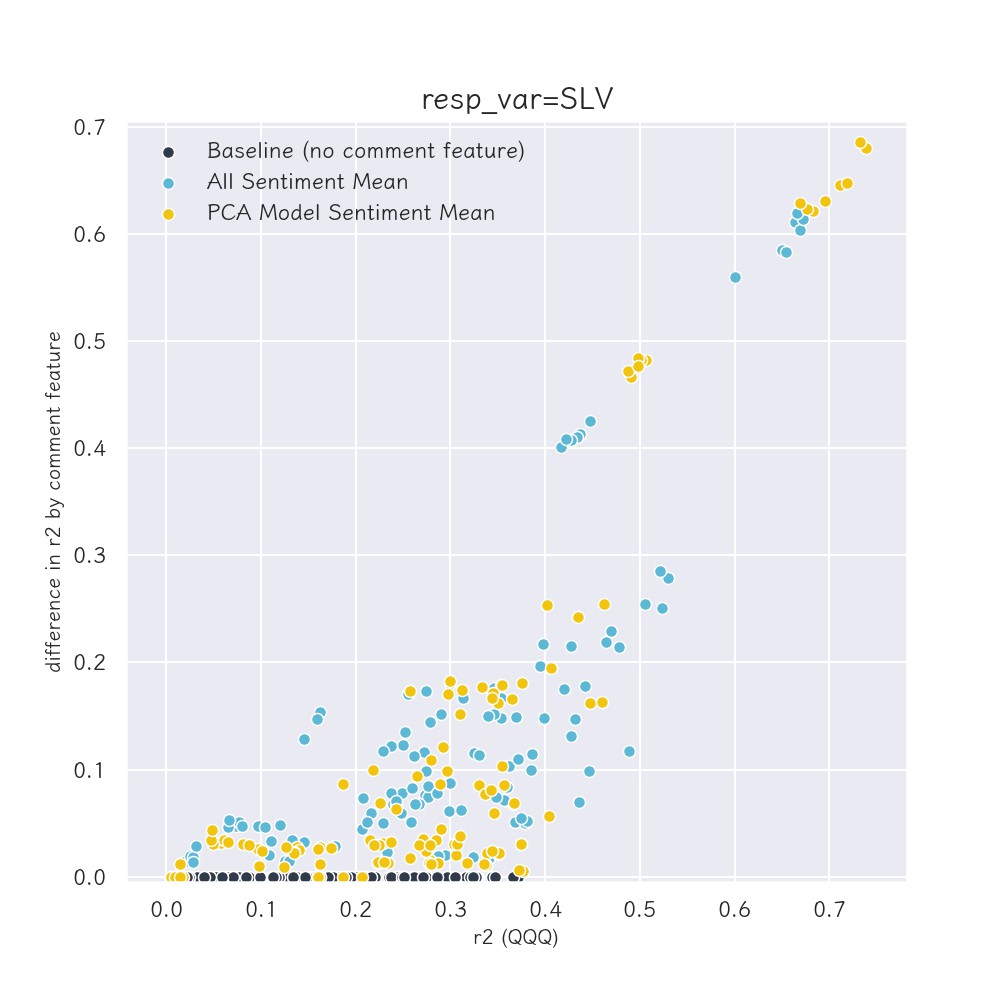 resp_var=SLV
Baseline (no comment feature)
All Sentiment Mean
PCA Model Sentiment Mean
difference in r2 by comment feature
0.7
0.6
0.5
0.4
0.3
0.2
0.1
0.0
0.0 0.1 0.2 0.3 0.4 0.5 0.6 0.7
r2 (QQQ)